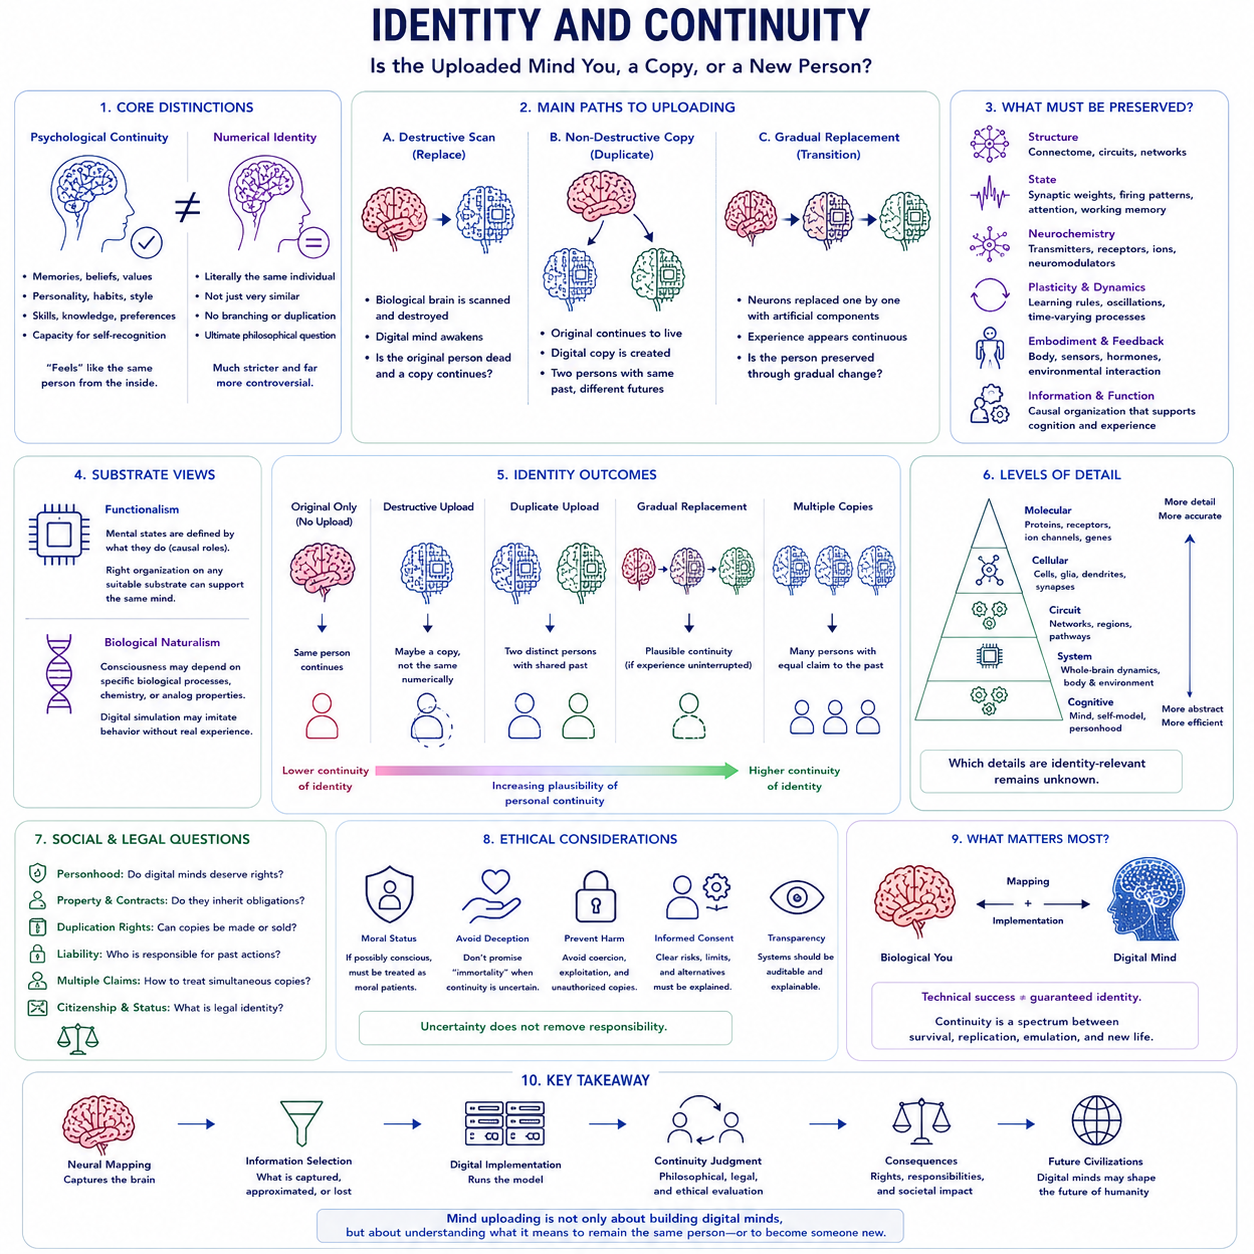 IDENTITY AND CONTINUITY
Is the Uploaded Mind You, a Copy, or a New Person?
1. CORE DISTINCTIONS
Psychological Continuity
≠
Numerical Identity
• Memories, beliefs, values
• Personality, habits, style
• Skills, knowledge, preferences
• Capacity for self-recognition
“Feels” like the same
person from the inside.
• Literally the same individual
• Not just very similar
• No branching or duplication
• Ultimate philosophical question
Much stricter and far
more controversial.
2. MAIN PATHS TO UPLOADING
A. Destructive Scan
(Replace)
• Biological brain is scanned
and destroyed
• Digital mind awakens
• Is the original person dead
and a copy continues?
B. Non-Destructive Copy
(Duplicate)
• Original continues to live
• Digital copy is created
• Two persons with same
past, different futures
C. Gradual Replacement
(Transition)
• Neurons replaced one by one
with artificial components
• Experience appears continuous
• Is the person preserved
through gradual change?
3. WHAT MUST BE PRESERVED?
Structure
Connectome, circuits, networks
State
Synaptic weights, firing patterns,
attention, working memory
Neurochemistry
Transmitters, receptors, ions,
neuromodulators
Plasticity & Dynamics
Learning rules, oscillations,
time-varying processes
Embodiment & Feedback
Body, sensors, hormones,
environmental interaction
Information & Function
Causal organization that supports
cognition and experience
4. SUBSTRATE VIEWS
Functionalism
Mental states are defined by
what they do (causal roles).
Right organization on any
suitable substrate can support
the same mind.
Biological Naturalism
Consciousness may depend on
specific biological processes,
chemistry, or analog properties.
Digital simulation may imitate
behavior without real experience.
5. IDENTITY OUTCOMES
Original Only
(No Upload)
Same person
continues
Destructive Upload
Maybe a copy,
not the same
numerically
Duplicate Upload
Two distinct persons
with shared past
Gradual Replacement
Plausible continuity
(if experience uninterrupted)
Multiple Copies
Many persons with
equal claim to the past
Lower continuity
of identity
Increasing plausibility of
personal continuity
Higher continuity
of identity
6. LEVELS OF DETAIL
Molecular
Proteins, receptors,
ion channels, genes
Cellular
Cells, glia, dendrites,
synapses
Circuit
Networks, regions,
pathways
System
Whole-brain dynamics,
body & environment
Cognitive
Mind, self-model,
personhood
More detail
More accurate
More abstract
More efficient
Which details are identity-relevant
remains unknown.
7. SOCIAL & LEGAL QUESTIONS
Personhood: Do digital minds deserve rights?
Property & Contracts: Do they inherit obligations?
Duplication Rights: Can copies be made or sold?
Liability: Who is responsible for past actions?
Multiple Claims: How to treat simultaneous copies?
Citizenship & Status: What is legal identity?
8. ETHICAL CONSIDERATIONS
Moral Status
If possibly conscious,
must be treated as
moral patients.
Avoid Deception
Don’t promise
“immortality” when
continuity is uncertain.
Prevent Harm
Avoid coercion,
exploitation, and
unauthorized copies.
Informed Consent
Clear risks, limits,
and alternatives
must be explained.
Transparency
Systems should be
auditable and
explainable.
Uncertainty does not remove responsibility.
9. WHAT MATTERS MOST?
Biological You
Mapping
+
Implementation
Digital Mind
Technical success ≠ guaranteed identity.
Continuity is a spectrum between
survival, replication, emulation, and new life.
10. KEY TAKEAWAY
Neural Mapping
Captures the brain
Information Selection
What is captured,
approximated, or lost
Digital Implementation
Runs the model
Continuity Judgment
Philosophical, legal,
and ethical evaluation
Consequences
Rights, responsibilities,
and societal impact
Future Civilizations
Digital minds may shape
the future of humanity
Mind uploading is not only about building digital minds,
but about understanding what it means to remain the same person—or to become someone new.